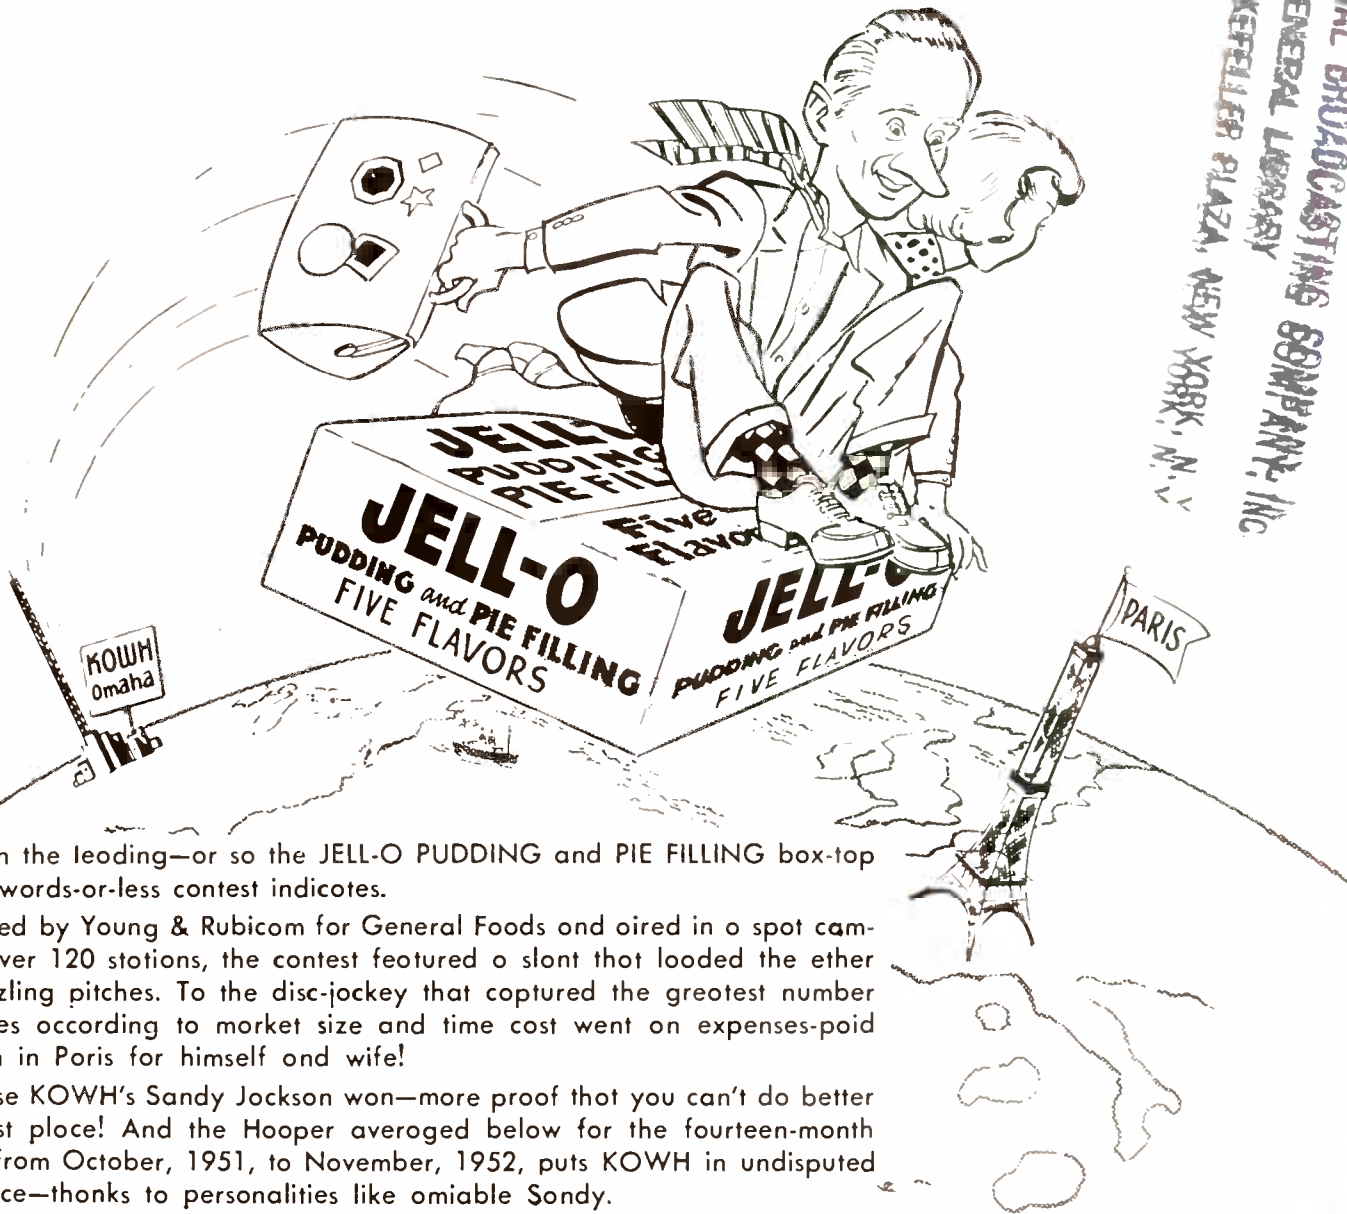 AL BROADCASTING COMPANY, INC
ENERAL LIBRARY
KEFELLER PLAZA, NEW YORK, N. Y
JELL
PUDDING
PIE FIL
Five
Flavo
JELL-O
PUDDING and PIE FILLING
FIVE FLAVORS
JELL-O
PUDDING and PIE FILLING
FIVE FLAVORS
KOWH
Omaha
PARIS
n the leoding—or so the JELL-O PUDDING and PIE FILLING box-top
words-or-less contest indicotes.
ed by Young & Rubicom for General Foods ond oired in o spot cam-
ver 120 stotions, the contest feotured o slont thot looded the ether
zling pitches. To the disc-jockey that coptured the greotest number
es occording to morket size and time cost went on expenses-poid
n in Poris for himself ond wife!
se KOWH's Sandy Jockson won—more proof thot you can't do better
st ploce! And the Hooper averoged below for the fourteen-month
from October, 1951, to November, 1952, puts KOWH in undisputed
ce—thonks to personalities like omiable Sondy.